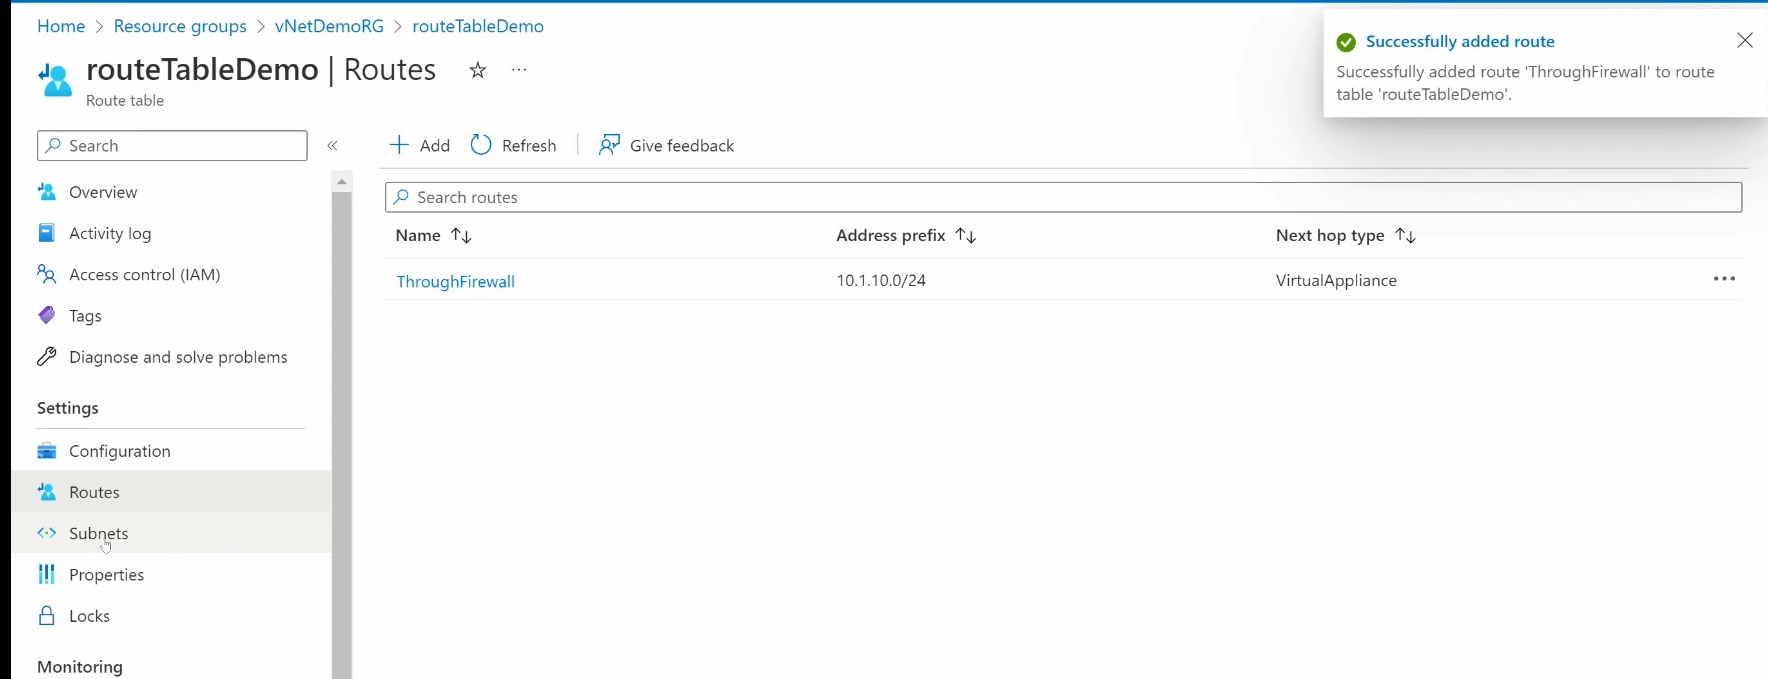 Home > Resource groups > vNetDemoRG > routeTableDemo
routeTableDemo | Routes ☆ ...
Route table
Successfully added route
Successfully added route 'ThroughFirewall' to route
table 'routeTableDemo'.
Search «
Overview
Activity log
Access control (IAM)
Tags
Diagnose and solve problems
Settings
Configuration
Routes
Subnets
Properties
Locks
Monitoring
+ Add Refresh | Give feedback
Search routes
Name ↑↓ Address prefix ↑↓ Next hop type ↑↓
ThroughFirewall 10.1.10.0/24 VirtualAppliance ...